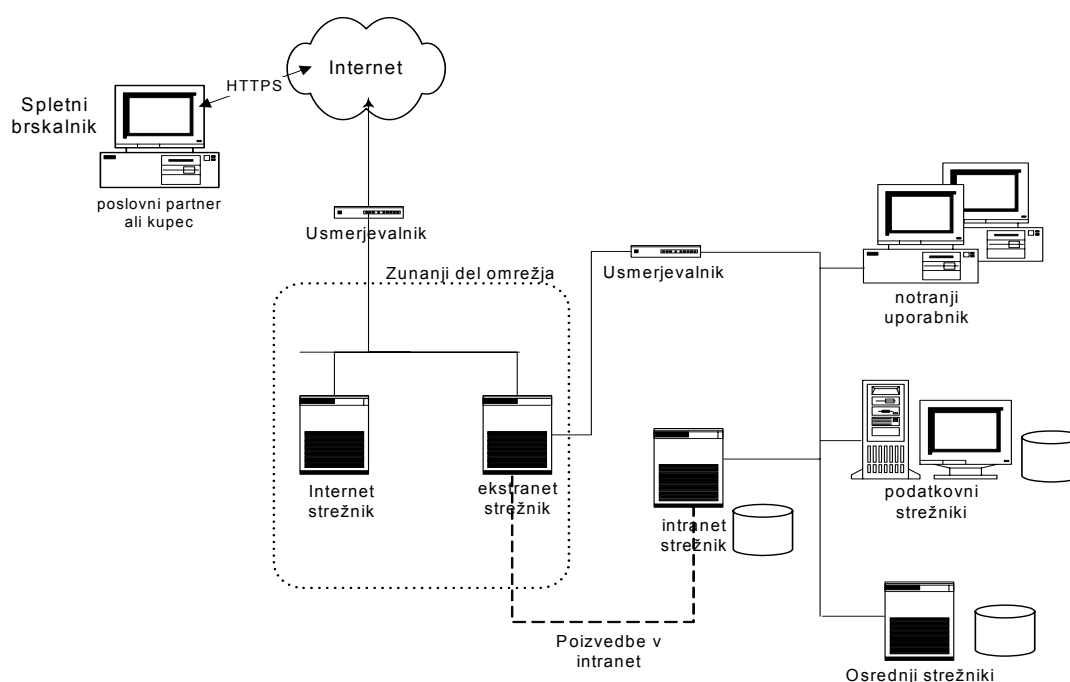 Internet
HTTPS
Spletni
brskalnik
poslovni partner
ali kupec
Usmerjevalnik
Zunanji del omrežja
Usmerjevalnik
notranji
uporabnik
Internet
strežnik
ekstranet
strežnik
intranet
strežnik
podatkovni
strežniki
Poizvedbe v
intranet
Osrednji strežniki